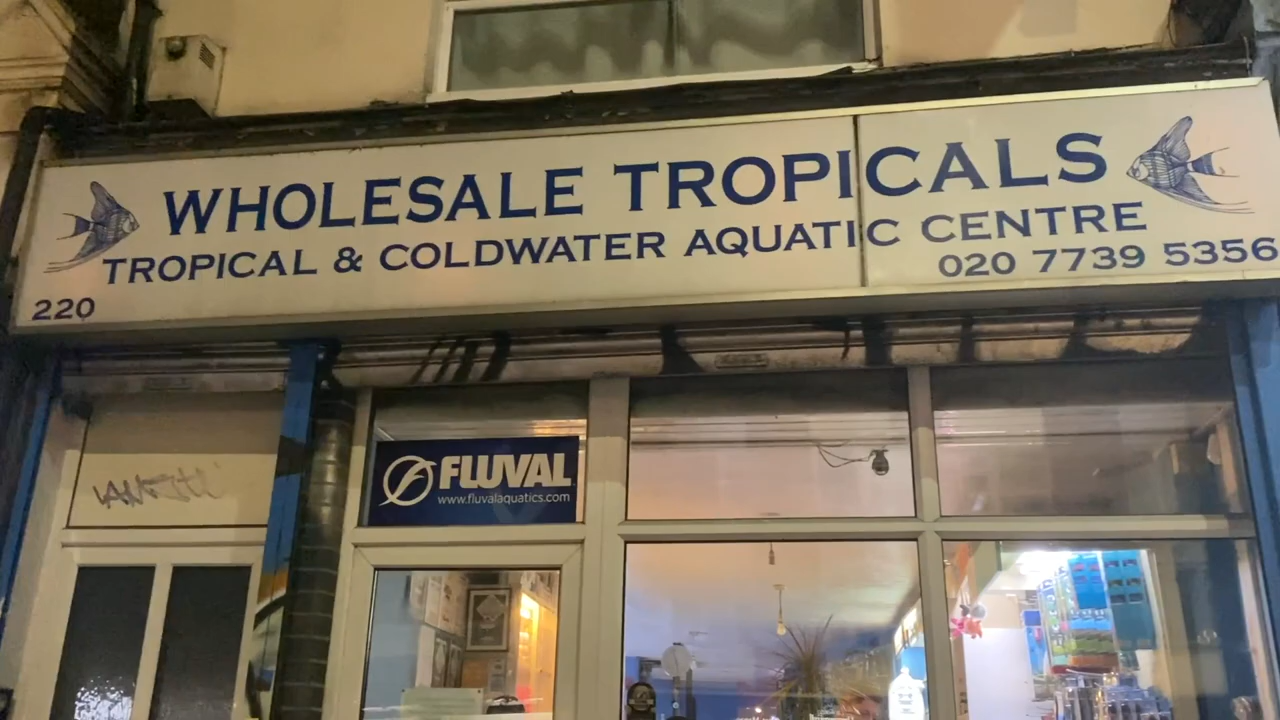 WHOLESALE TROPICALS
TROPICAL & COLDWATER AQUATIC CENTRE
020 7739 5356
220
FLUVAL
www.fluvalaquatics.com